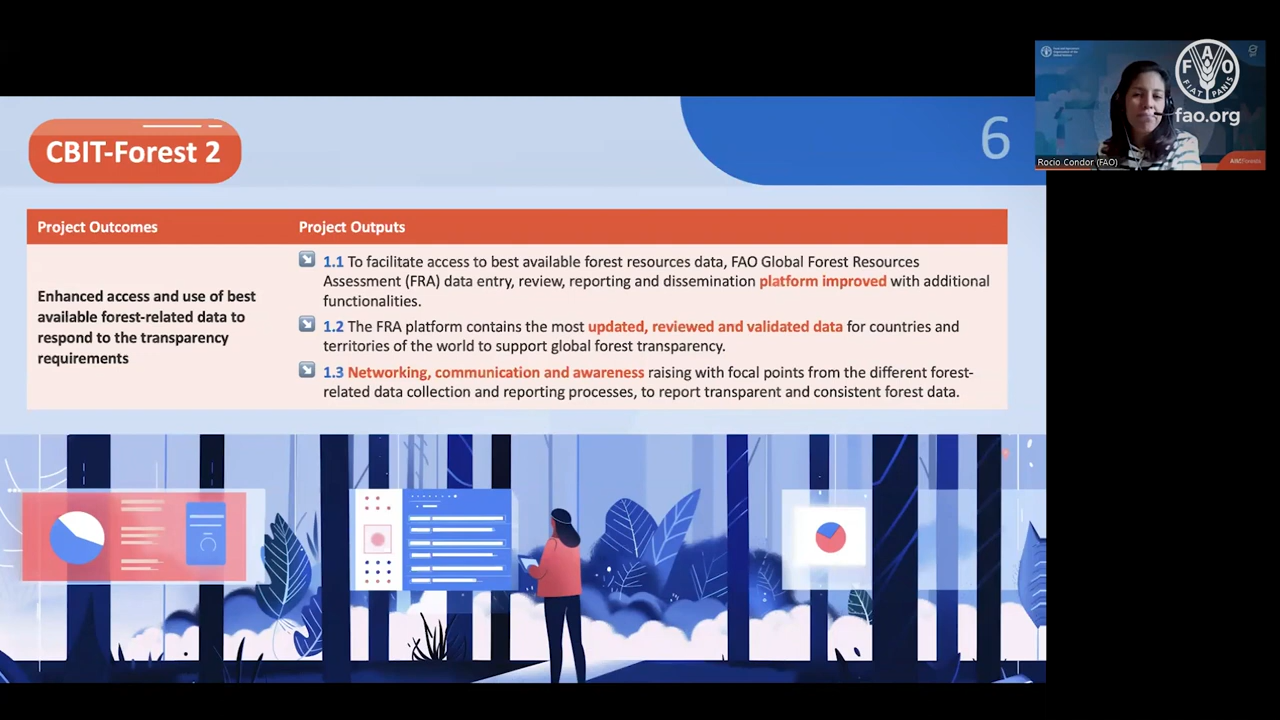 CBIT-Forest 2
6
Project Outcomes
Project Outputs
Enhanced access and use of best
available forest-related data to
respond to the transparency
requirements
1.1 To facilitate access to best available forest resources data, FAO Global Forest Resources
Assessment (FRA) data entry, review, reporting and dissemination platform improved with additional
functionalities.
1.2 The FRA platform contains the most updated, reviewed and validated data for countries and
territories of the world to support global forest transparency.
1.3 Networking, communication and awareness raising with focal points from the different forest-
related data collection and reporting processes, to report transparent and consistent forest data.
FAO
FIAT PANIS
fao.org
Rocio Condor (FAO)